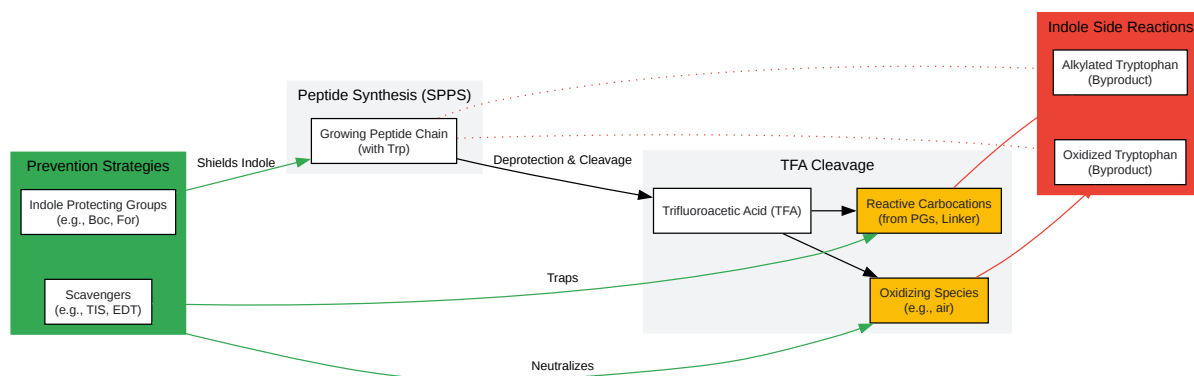 Prevention Strategies
Indole Protecting Groups
(e.g., Boc, For)
Scavengers
(e.g., TIS, EDT)
Shields Indole
Peptide Synthesis (SPPS)
Growing Peptide Chain
(with Trp)
Deprotection & Cleavage
TFA Cleavage
Trifluoroacetic Acid (TFA)
Reactive Carbocations
(from PGs, Linker)
Oxidizing Species
(e.g., air)
Traps
Neutralizes
Indole Side Reactions
Alkylated Tryptophan
(Byproduct)
Oxidized Tryptophan
(Byproduct)